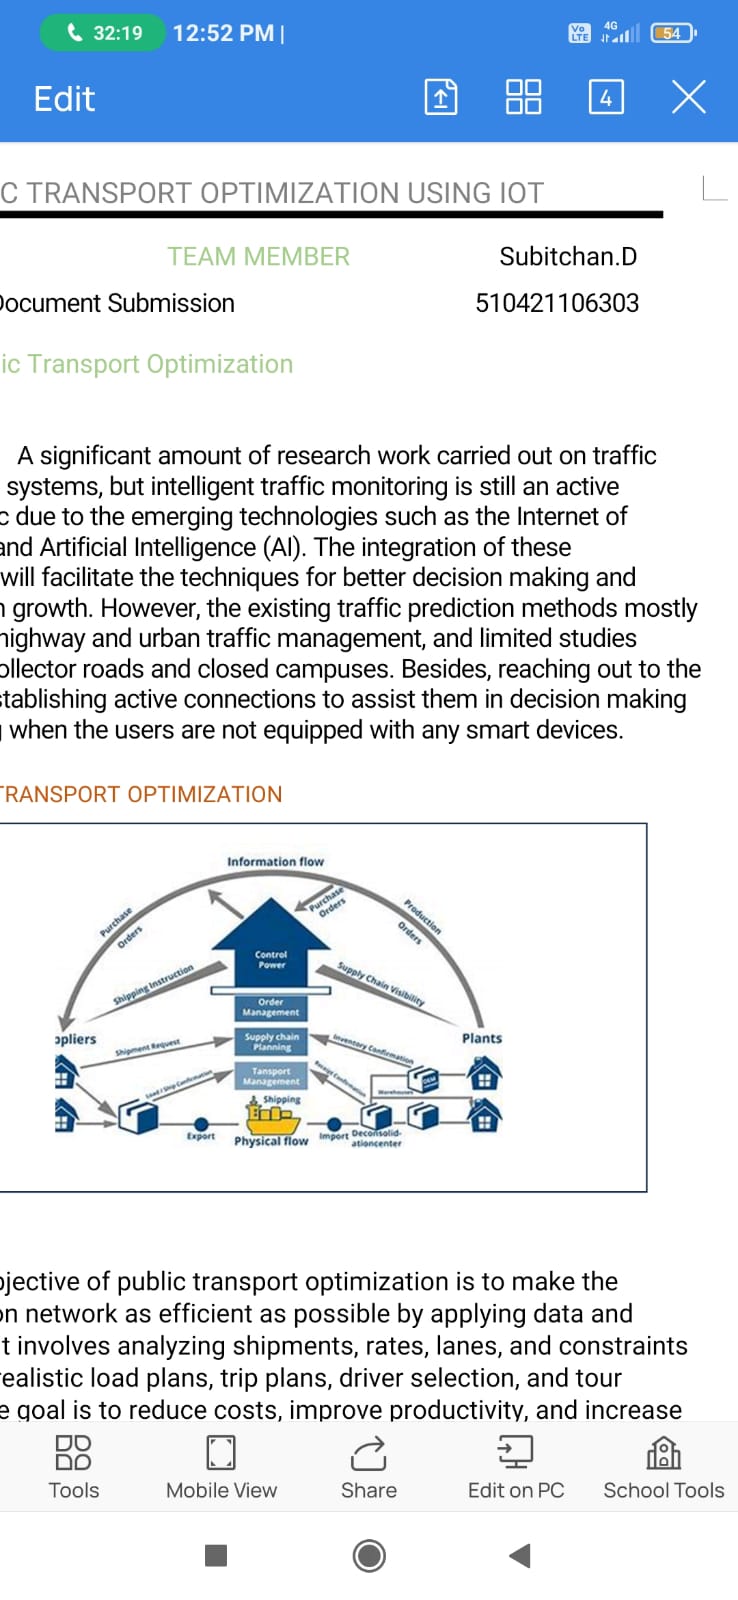 32:19 12:52 PM
Vo LTE 4G 54
Edit 4
C TRANSPORT OPTIMIZATION USING IOT
TEAM MEMBER Subitchan.D
Document Submission 510421106303
ic Transport Optimization
A significant amount of research work carried out on traffic
systems, but intelligent traffic monitoring is still an active
c due to the emerging technologies such as the Internet of
and Artificial Intelligence (AI). The integration of these
will facilitate the techniques for better decision making and
growth. However, the existing traffic prediction methods mostly
highway and urban traffic management, and limited studies
ollector roads and closed campuses. Besides, reaching out to the
stablishing active connections to assist them in decision making
when the users are not equipped with any smart devices.
TRANSPORT OPTIMIZATION
Information flow
Purchase Orders
Purchase Orders
Production Orders
Control Power
Shipping Instruction
Supply Chain Visibility
Order Management
ppliers
Plants
Shipment Request
Supply chain Planning
Inventory Confirmation
Tansport Management
Load / Ship Confirmation
Warehouses
Shipping
Export
Physical flow
Import
Deconsolid-
ationcenter
bjective of public transport optimization is to make the
on network as efficient as possible by applying data and
t involves analyzing shipments, rates, lanes, and constraints
realistic load plans, trip plans, driver selection, and tour
e goal is to reduce costs, improve productivity, and increase
Tools Mobile View Share Edit on PC School Tools